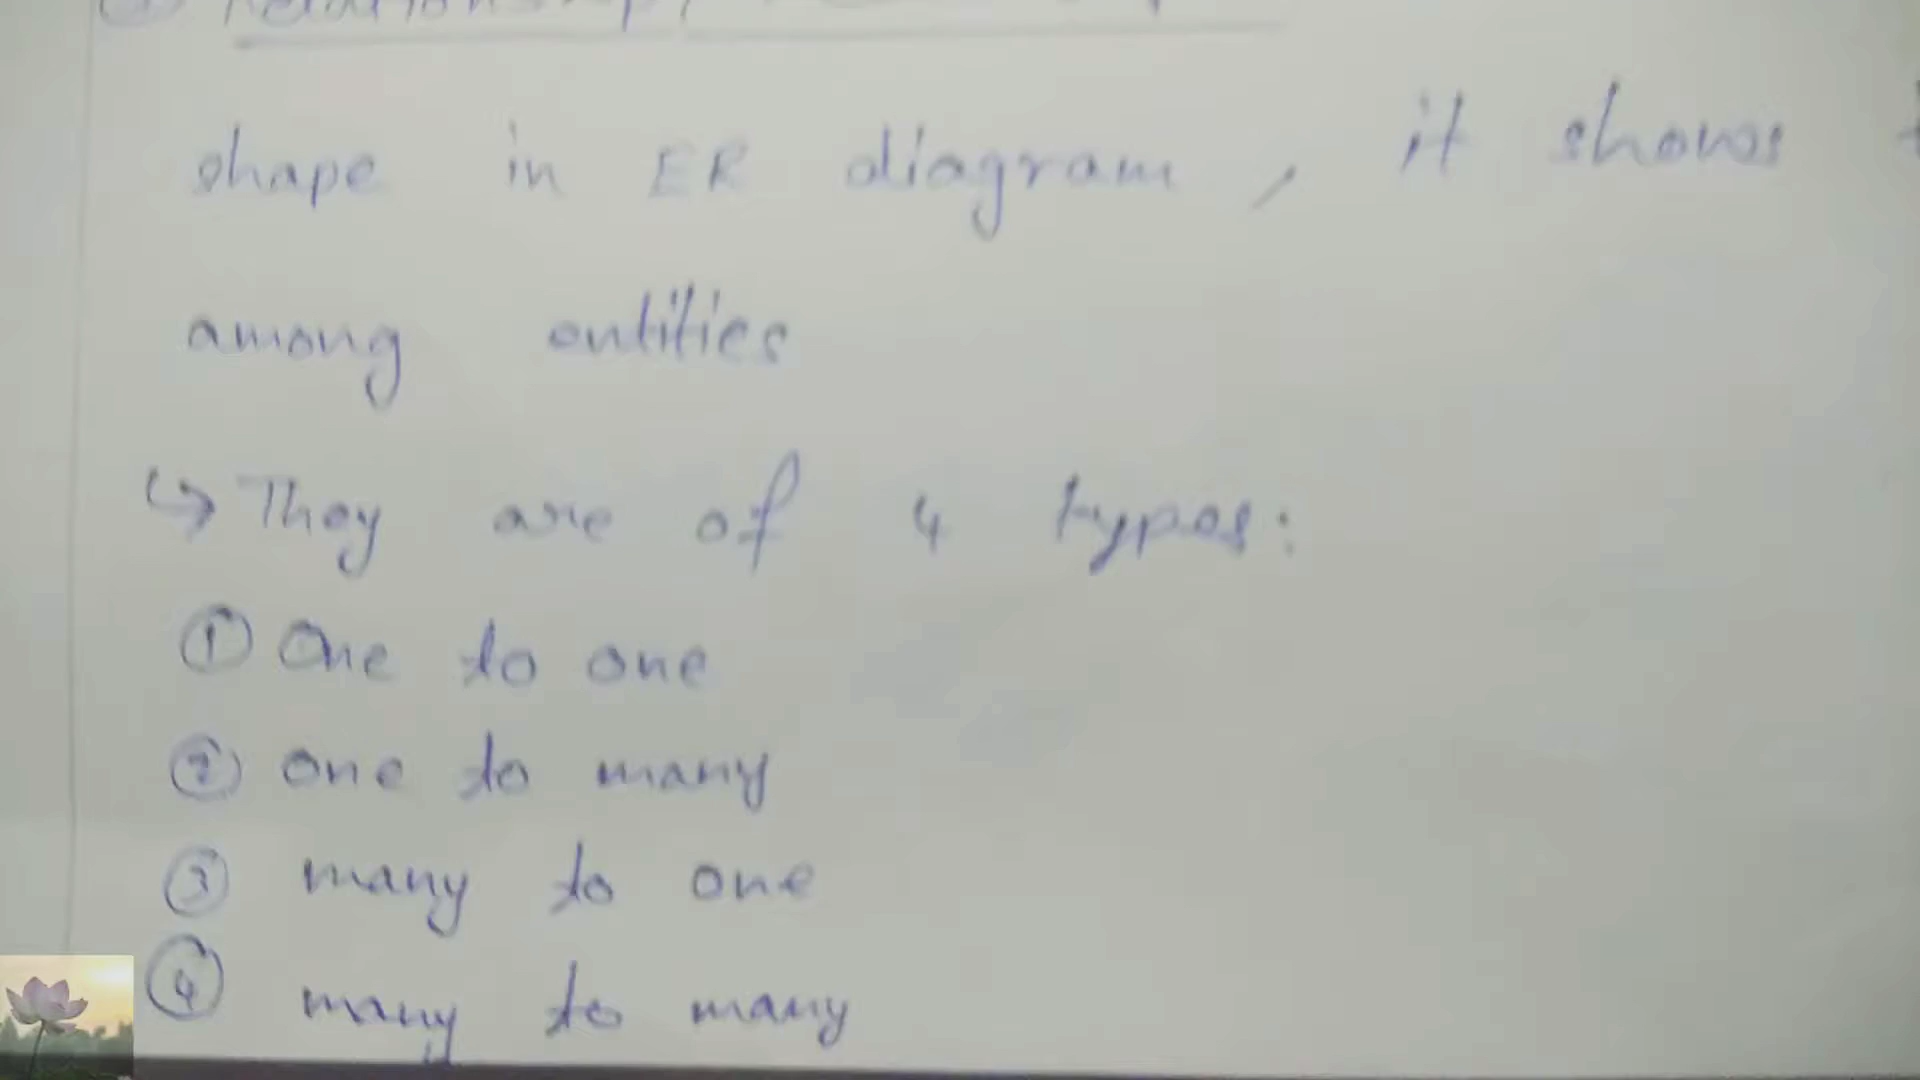 shape in ER diagram, it shows
among entities
↳ They are of 4 types:
① One to one
② one to many
③ many to one
④ many to many